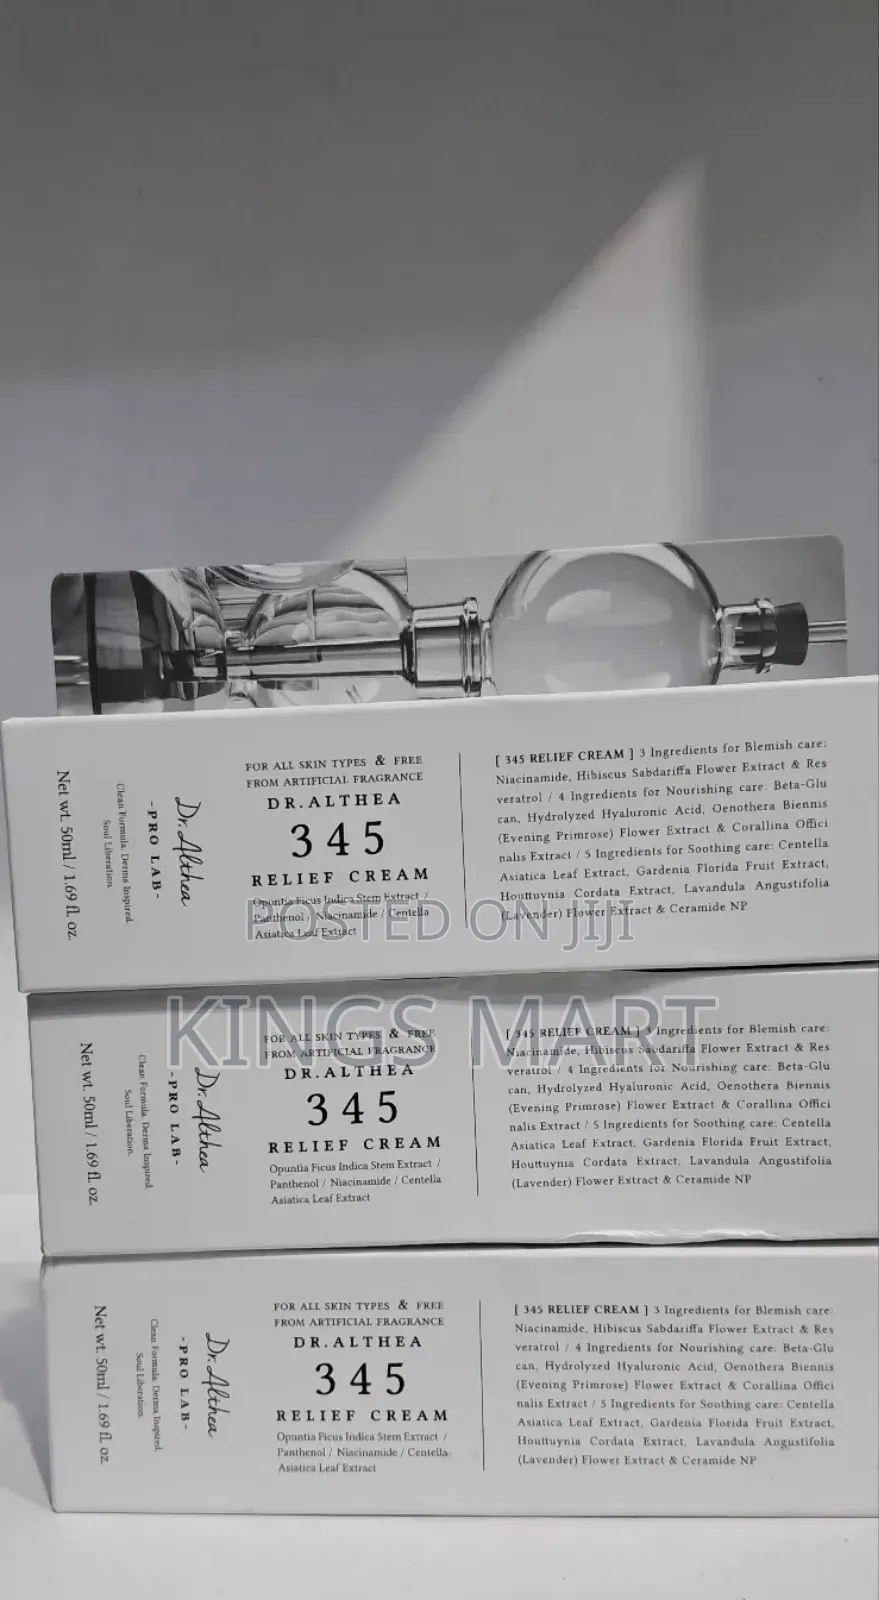 Net wt. 50ml / 1.69 fl. oz.
Clean Formula. Derma Inspired.
Soul Liberation.
-PRO LAB-
Dr.Althea
FOR ALL SKIN TYPES & FREE
FROM ARTIFICIAL FRAGRANCE
DR.ALTHEA
345
RELIEF CREAM
Opuntia Ficus Indica Stem Extract /
Panthenol / Niacinamide / Centella
Asiatica Leaf Extract
[ 345 RELIEF CREAM ] 3 Ingredients for Blemish care:
Niacinamide, Hibiscus Sabdariffa Flower Extract & Res
veratrol / 4 Ingredients for Nourishing care: Beta-Glu
can, Hydrolyzed Hyaluronic Acid, Oenothera Biennis
(Evening Primrose) Flower Extract & Corallina Offici
nalis Extract / 5 Ingredients for Soothing care: Centella
Asiatica Leaf Extract, Gardenia Florida Fruit Extract,
Houttuynia Cordata Extract, Lavandula Angustifolia
(Lavender) Flower Extract & Ceramide NP
POSTED ON JIJI
KINGS MART
Net wt. 50ml / 1.69 fl. oz.
Clean Formula. Derma Inspired.
Soul Liberation.
-PRO LAB-
Dr.Althea
FOR ALL SKIN TYPES & FREE
FROM ARTIFICIAL FRAGRANCE
DR.ALTHEA
345
RELIEF CREAM
Opuntia Ficus Indica Stem Extract /
Panthenol / Niacinamide / Centella
Asiatica Leaf Extract
[ 345 RELIEF CREAM ] 3 Ingredients for Blemish care:
Niacinamide, Hibiscus Sabdariffa Flower Extract & Res
veratrol / 4 Ingredients for Nourishing care: Beta-Glu
can, Hydrolyzed Hyaluronic Acid, Oenothera Biennis
(Evening Primrose) Flower Extract & Corallina Offici
nalis Extract / 5 Ingredients for Soothing care: Centella
Asiatica Leaf Extract, Gardenia Florida Fruit Extract,
Houttuynia Cordata Extract, Lavandula Angustifolia
(Lavender) Flower Extract & Ceramide NP
Net wt. 50ml / 1.69 fl. oz.
Clean Formula. Derma Inspired.
Soul Liberation.
-PRO LAB-
Dr.Althea
FOR ALL SKIN TYPES & FREE
FROM ARTIFICIAL FRAGRANCE
DR.ALTHEA
345
RELIEF CREAM
Opuntia Ficus Indica Stem Extract /
Panthenol / Niacinamide / Centella
Asiatica Leaf Extract
[ 345 RELIEF CREAM ] 3 Ingredients for Blemish care:
Niacinamide, Hibiscus Sabdariffa Flower Extract & Res
veratrol / 4 Ingredients for Nourishing care: Beta-Glu
can, Hydrolyzed Hyaluronic Acid, Oenothera Biennis
(Evening Primrose) Flower Extract & Corallina Offici
nalis Extract / 5 Ingredients for Soothing care: Centella
Asiatica Leaf Extract, Gardenia Florida Fruit Extract,
Houttuynia Cordata Extract, Lavandula Angustifolia
(Lavender) Flower Extract & Ceramide NP